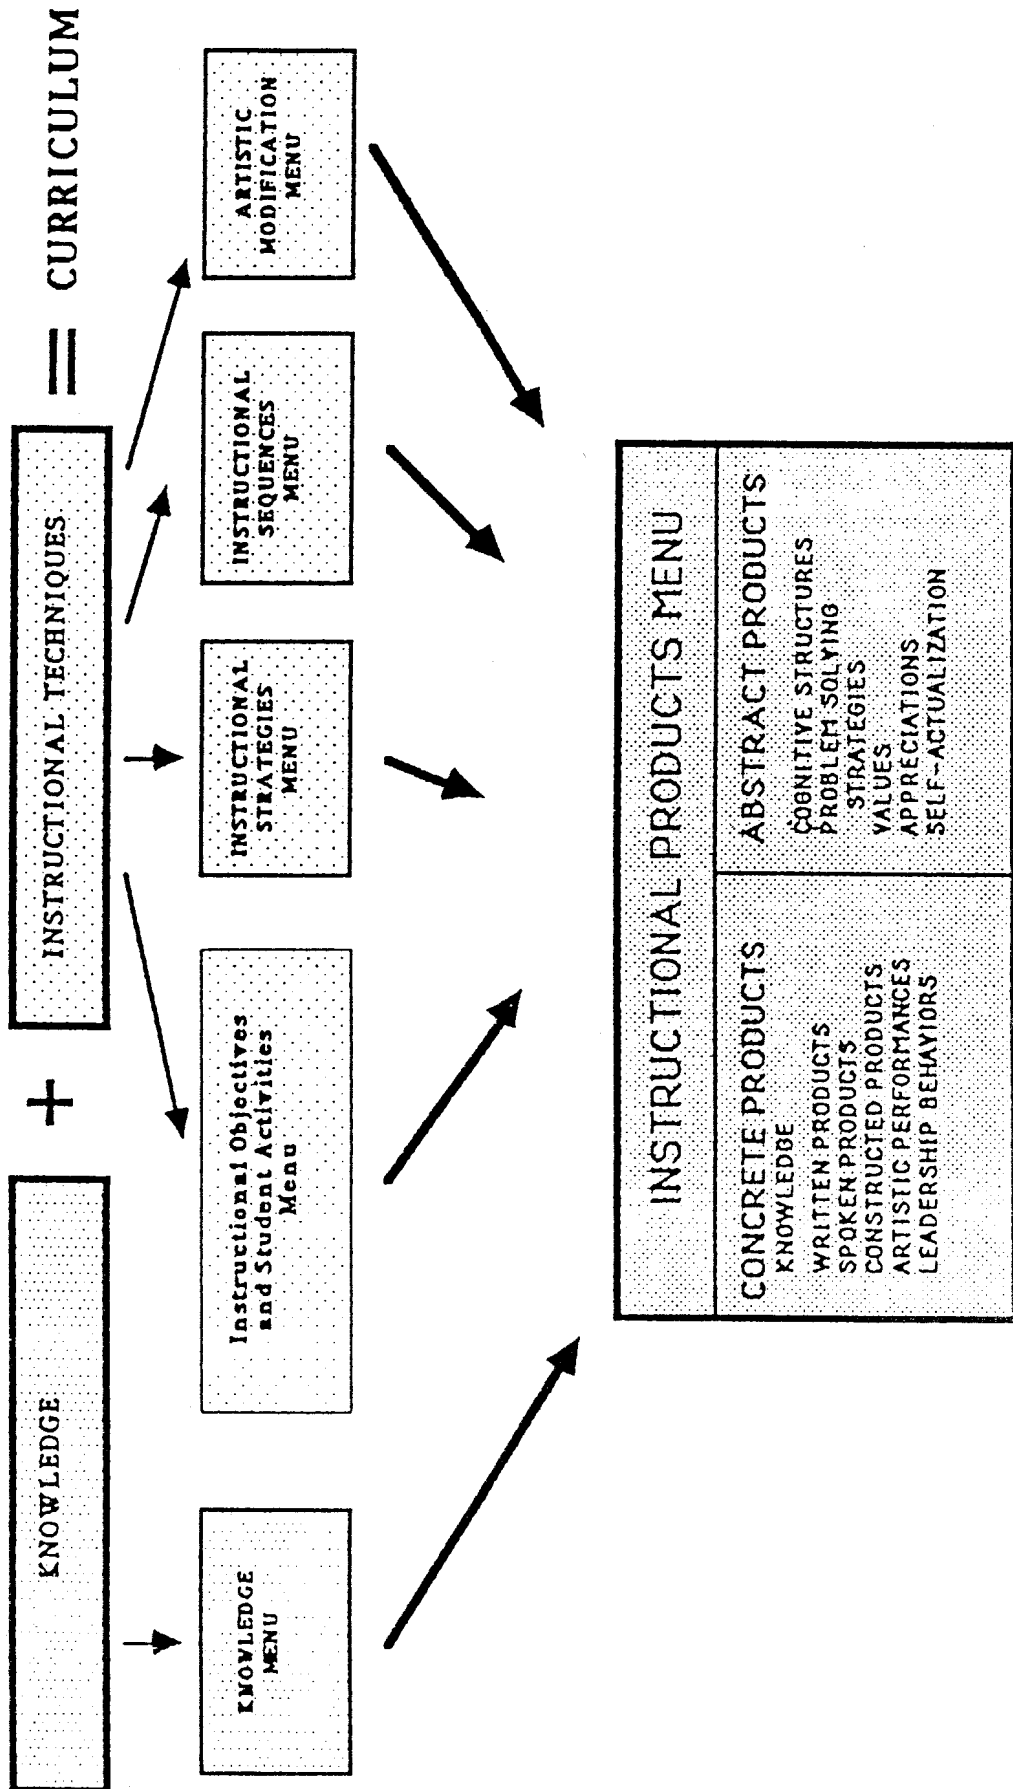 KNOWLEDGE
+
INSTRUCTIONAL TECHNIQUES
= CURRICULUM
KNOWLEDGE
MENU
Instructional Objectives
and Student Activities
Menu
INSTRUCTIONAL
STRATEGIES
MENU
INSTRUCTIONAL
SEQUENCES
MENU
ARTISTIC
MODIFICATION
MENU
INSTRUCTIONAL PRODUCTS MENU
CONCRETE PRODUCTS
KNOWLEDGE
WRITTEN PRODUCTS
SPOKEN PRODUCTS
CONSTRUCTED PRODUCTS
ARTISTIC PERFORMANCES
LEADERSHIP BEHAVIORS
ABSTRACT PRODUCTS
COGNITIVE STRUCTURES
PROBLEM SOLVING
STRATEGIES
VALUES
APPRECIATIONS
SELF-ACTUALIZATION